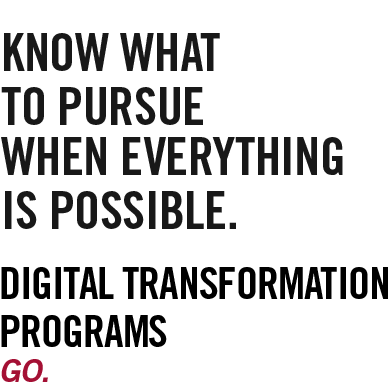 KNOW WHAT
TO PURSUE
WHEN EVERYTHING
IS POSSIBLE.
DIGITAL TRANSFORMATION
PROGRAMS
GO.